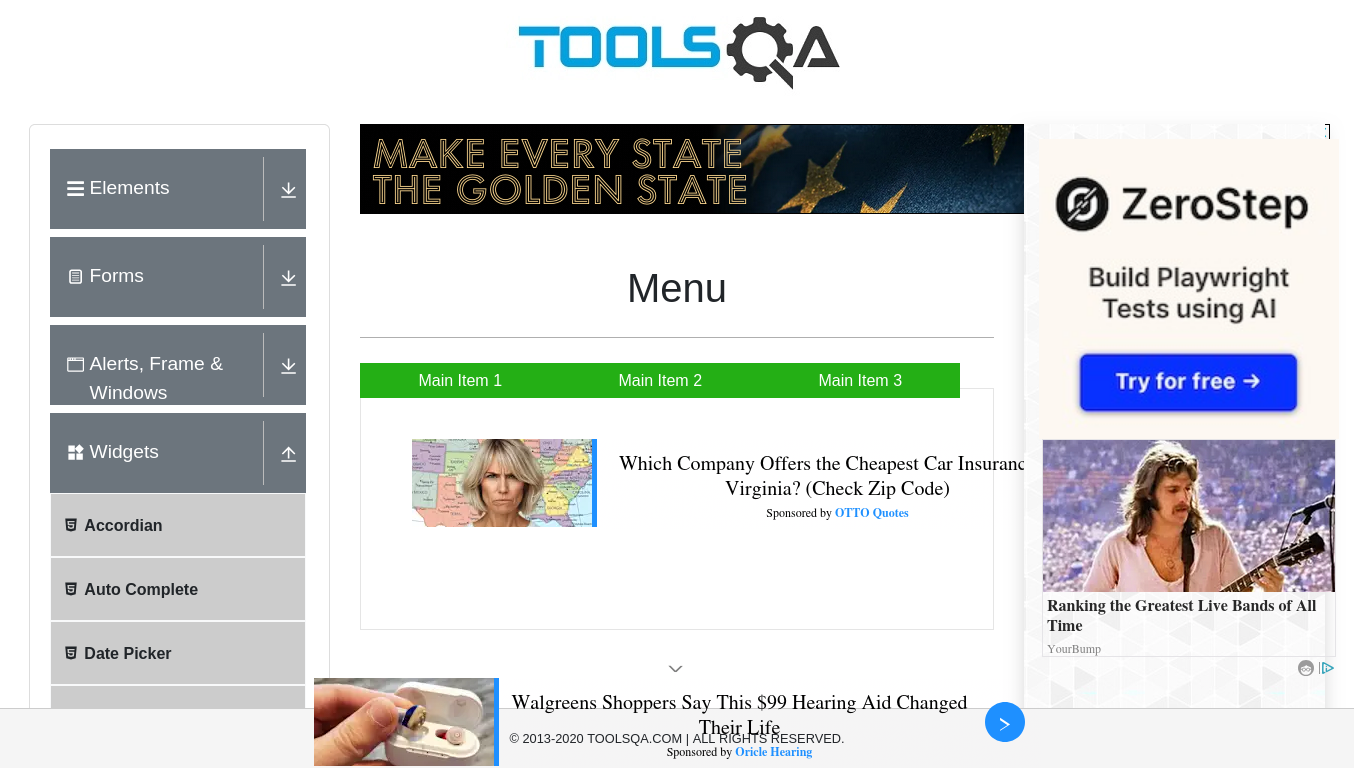 TOOLSQA
Elements
Forms
Alerts, Frame &
Windows
Widgets
Accordian
Auto Complete
Date Picker
MAKE EVERY STATE
THE GOLDEN STATE
Menu
Main Item 1
Main Item 2
Main Item 3
Which Company Offers the Cheapest Car Insuranc
Virginia? (Check Zip Code)
Sponsored by OTTO Quotes
ZeroStep
Build Playwright
Tests using AI
Try for free →
Ranking the Greatest Live Bands of All
Time
YourBump
Walgreens Shoppers Say This $99 Hearing Aid Changed
Their Life
© 2013-2020 TOOLSQA.COM | ALL RIGHTS RESERVED.
Sponsored by Oricle Hearing